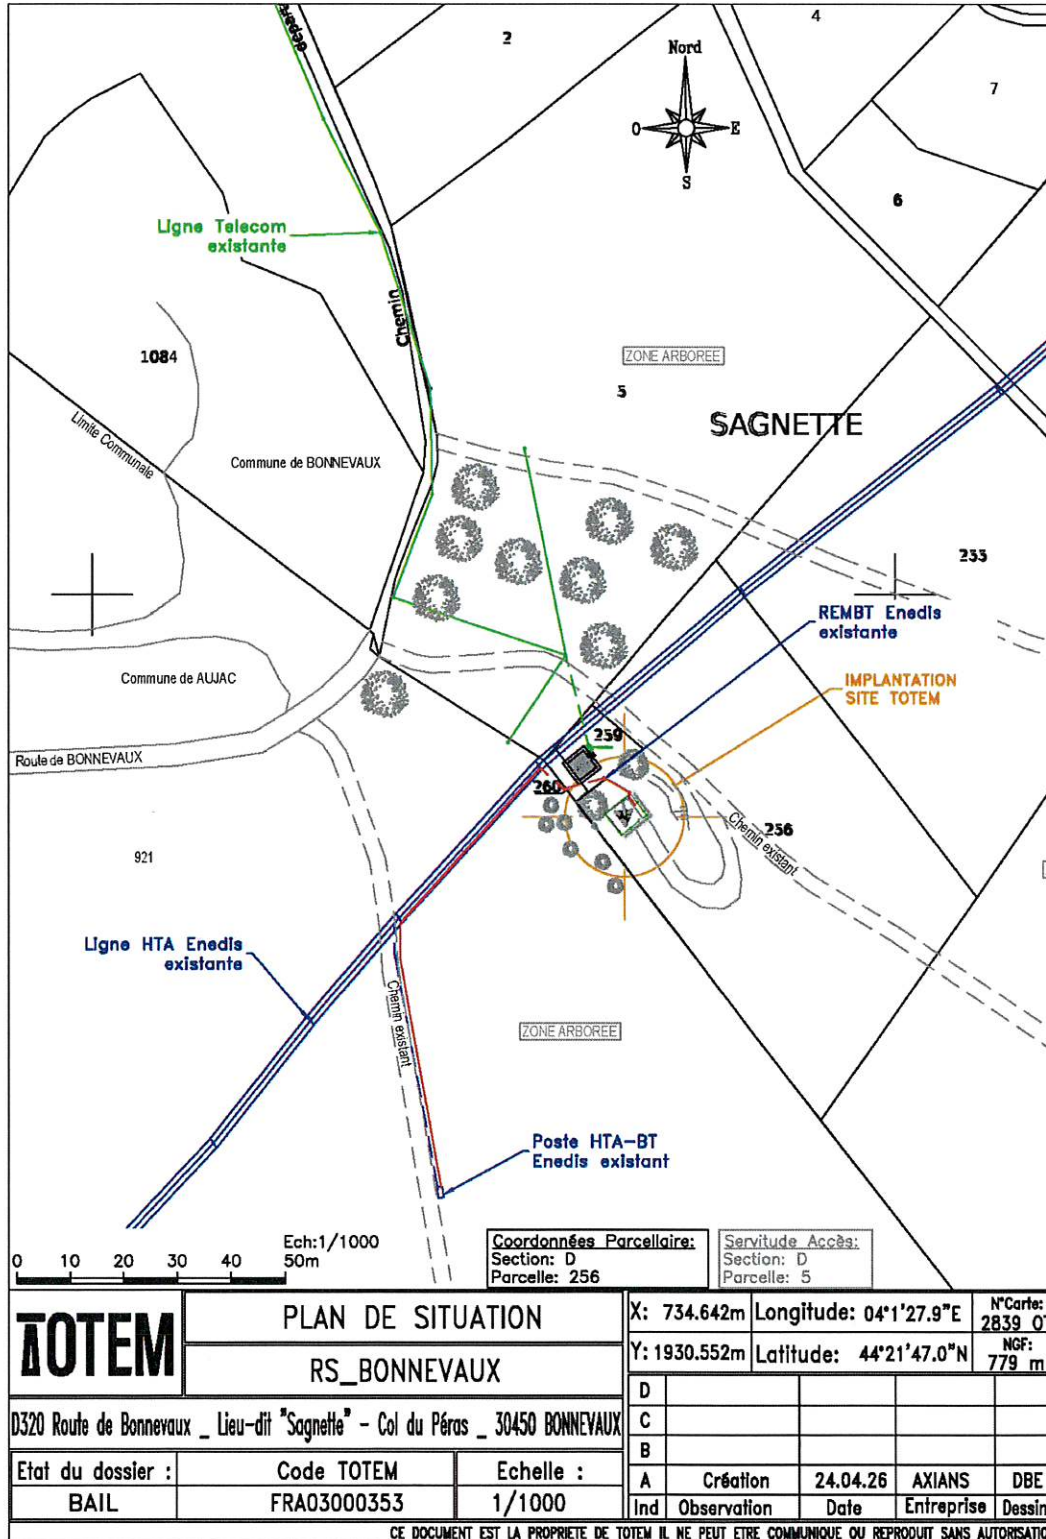 2
4
7
Nord
O
E
S
6
Ligne Telecom
existante
Chemin
1084
ZONE ARBOREE
5
SAGNETTE
Limite Communale
Commune de BONNEVAUX
233
REMBT Enedis
existante
Commune de AUJAC
IMPLANTATION
SITE TOTEM
259
Route de BONNEVAUX
260
Chemin existant
256
921
Ligne HTA Enedis
existante
Chemin existant
ZONE ARBOREE
Poste HTA-BT
Enedis existant
Ech:1/1000
0 10 20 30 40 50m
Coordonnées Parcellaire:
Section: D
Parcelle: 256
Servitude Accès:
Section: D
Parcelle: 5
TOTEM
PLAN DE SITUATION
RS_BONNEVAUX
D320 Route de Bonnevaux _ Lieu-dit "Sagnette" - Col du Péras _ 30450 BONNEVAUX
Etat du dossier :
BAIL
Code TOTEM
FRA03000353
Echelle :
1/1000
X: 734.642m
Longitude: 04°1'27.9"E
N°Carte:
2839
Y: 1930.552m
Latitude: 44°21'47.0"N
NGF:
779 m
D
C
B
A Création 24.04.26 AXIANS DBE
Ind Observation Date Entreprise Dessin
CE DOCUMENT EST LA PROPRIETE DE TOTEM IL NE PEUT ETRE COMMUNIQUE OU REPRODUIT SANS AUTORISATI